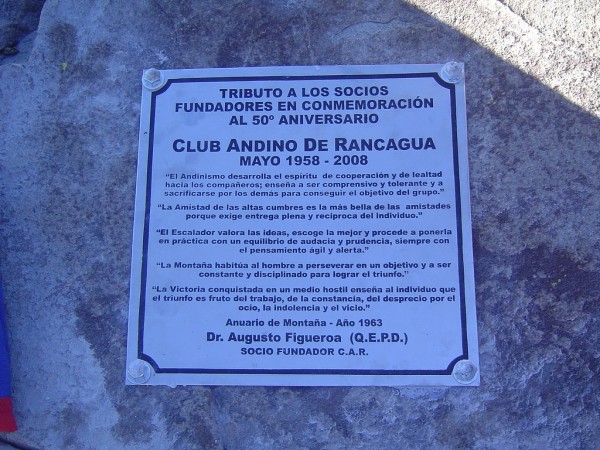 TRIBUTO A LOS SOCIOS
FUNDADORES EN CONMEMORACIÓN
AL 50º ANIVERSARIO
CLUB ANDINO DE RANCAGUA
MAYO 1958 - 2008
"El Andinismo desarrolla el espíritu de cooperación y de lealtad
hacia los compañeros; enseña a ser comprensivo y tolerante y a
sacrificarse por los demás para conseguir el objetivo del grupo."
"La Amistad de las altas cumbres es la más bella de las amistades
porque exige entrega plena y recíproca del Individuo."
"El Escalador valora las ideas, escoge la mejor y procede a ponerla
en práctica con un equilibrio de audacia y prudencia, siempre con
el pensamiento ágil y alerta."
"La Montaña habitúa al hombre a perseverar en un objetivo y a ser
constante y disciplinado para lograr el triunfo."
"La Victoria conquistada en un medio hostil enseña al individuo que
el triunfo es fruto del trabajo, de la constancia, del desprecio por el
ocio, la indolencia y el vicio."
Anuario de Montaña - Año 1963
Dr. Augusto Figueroa (Q.E.P.D.)
SOCIO FUNDADOR C.A.R.